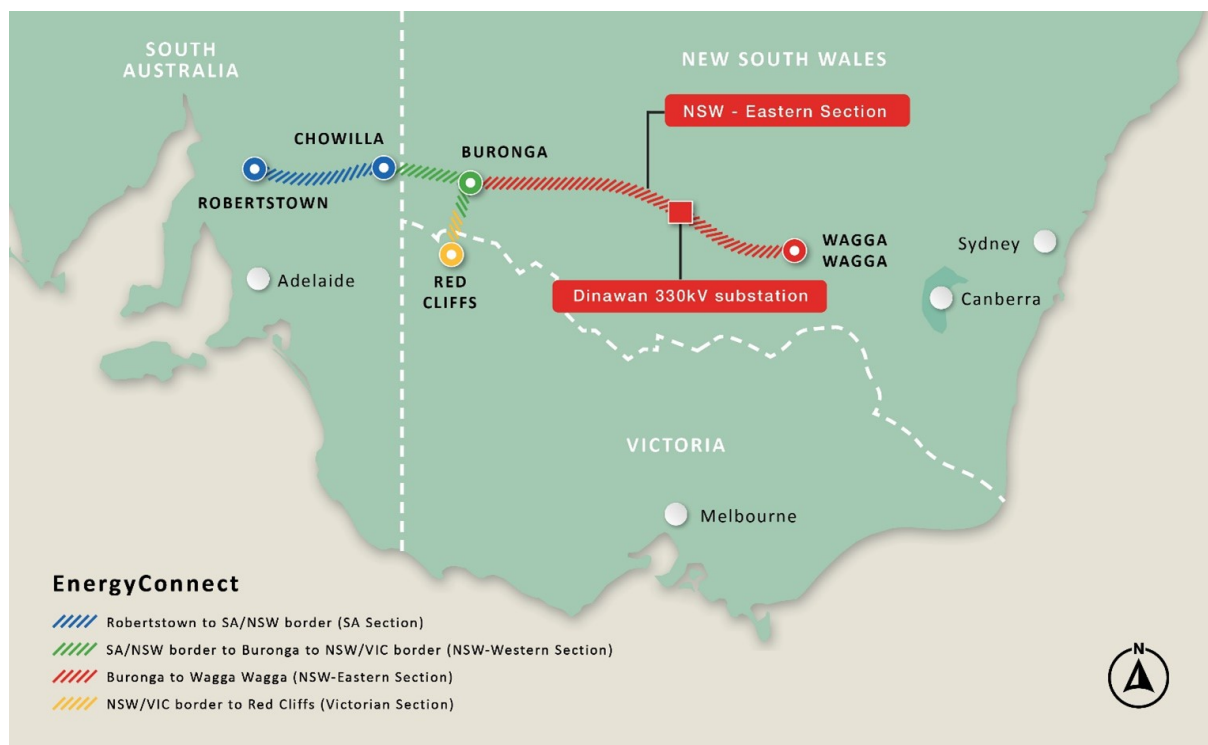 SOUTH
AUSTRALIA
NEW SOUTH WALES
NSW - Eastern Section
CHOWILLA
BURONGA
ROBERTSTOWN
WAGGA
WAGGA
Sydney
Adelaide
RED
CLIFFS
Dinawan 330kV substation
Canberra
VICTORIA
Melbourne
EnergyConnect
Robertstown to SA/NSW border (SA Section)
SA/NSW border to Buronga to NSW/VIC border (NSW-Western Section)
Buronga to Wagga Wagga (NSW-Eastern Section)
NSW/VIC border to Red Cliffs (Victorian Section)
N